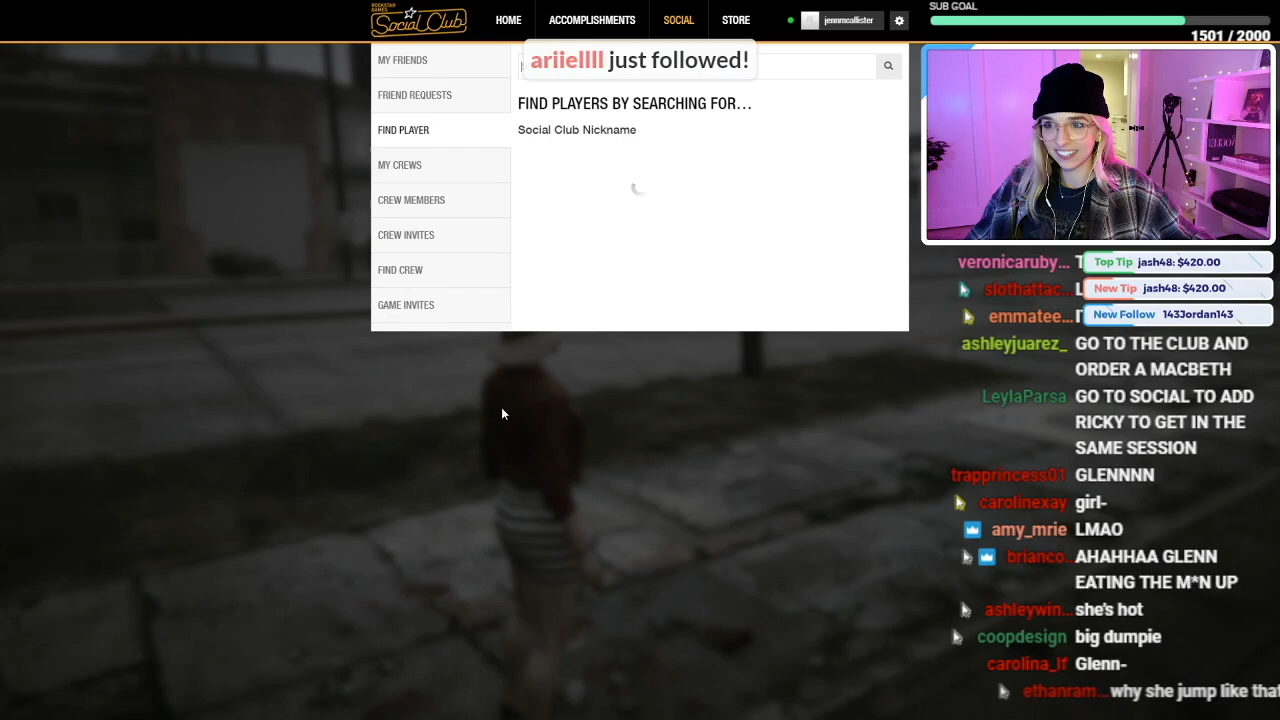 ROCKSTAR GAMES
Social Club
HOME
ACCOMPLISHMENTS
SOCIAL
STORE
jennmcallister
SUB GOAL
1501 / 2000
ariiellll just followed!
MY FRIENDS
FRIEND REQUESTS
FIND PLAYER
MY CREWS
CREW MEMBERS
CREW INVITES
FIND CREW
GAME INVITES
FIND PLAYERS BY SEARCHING FOR…
Social Club Nickname
veronicaruby…
Top Tip jash48: $420.00
slothattac…
New Tip jash48: $420.00
emmatee…
New Follow 143Jordan143
ashleyjuarez_ GO TO THE CLUB AND
ORDER A MACBETH
LeylaParsa GO TO SOCIAL TO ADD
RICKY TO GET IN THE
SAME SESSION
trapprincess01 GLENNNN
carolinexay girl-
amy_mrie LMAO
brianco… AHAHHAA GLENN
EATING THE M*N UP
ashleywin… she's hot
coopdesign big dumpie
carolina_lf Glenn-
ethanram… why she jump like that